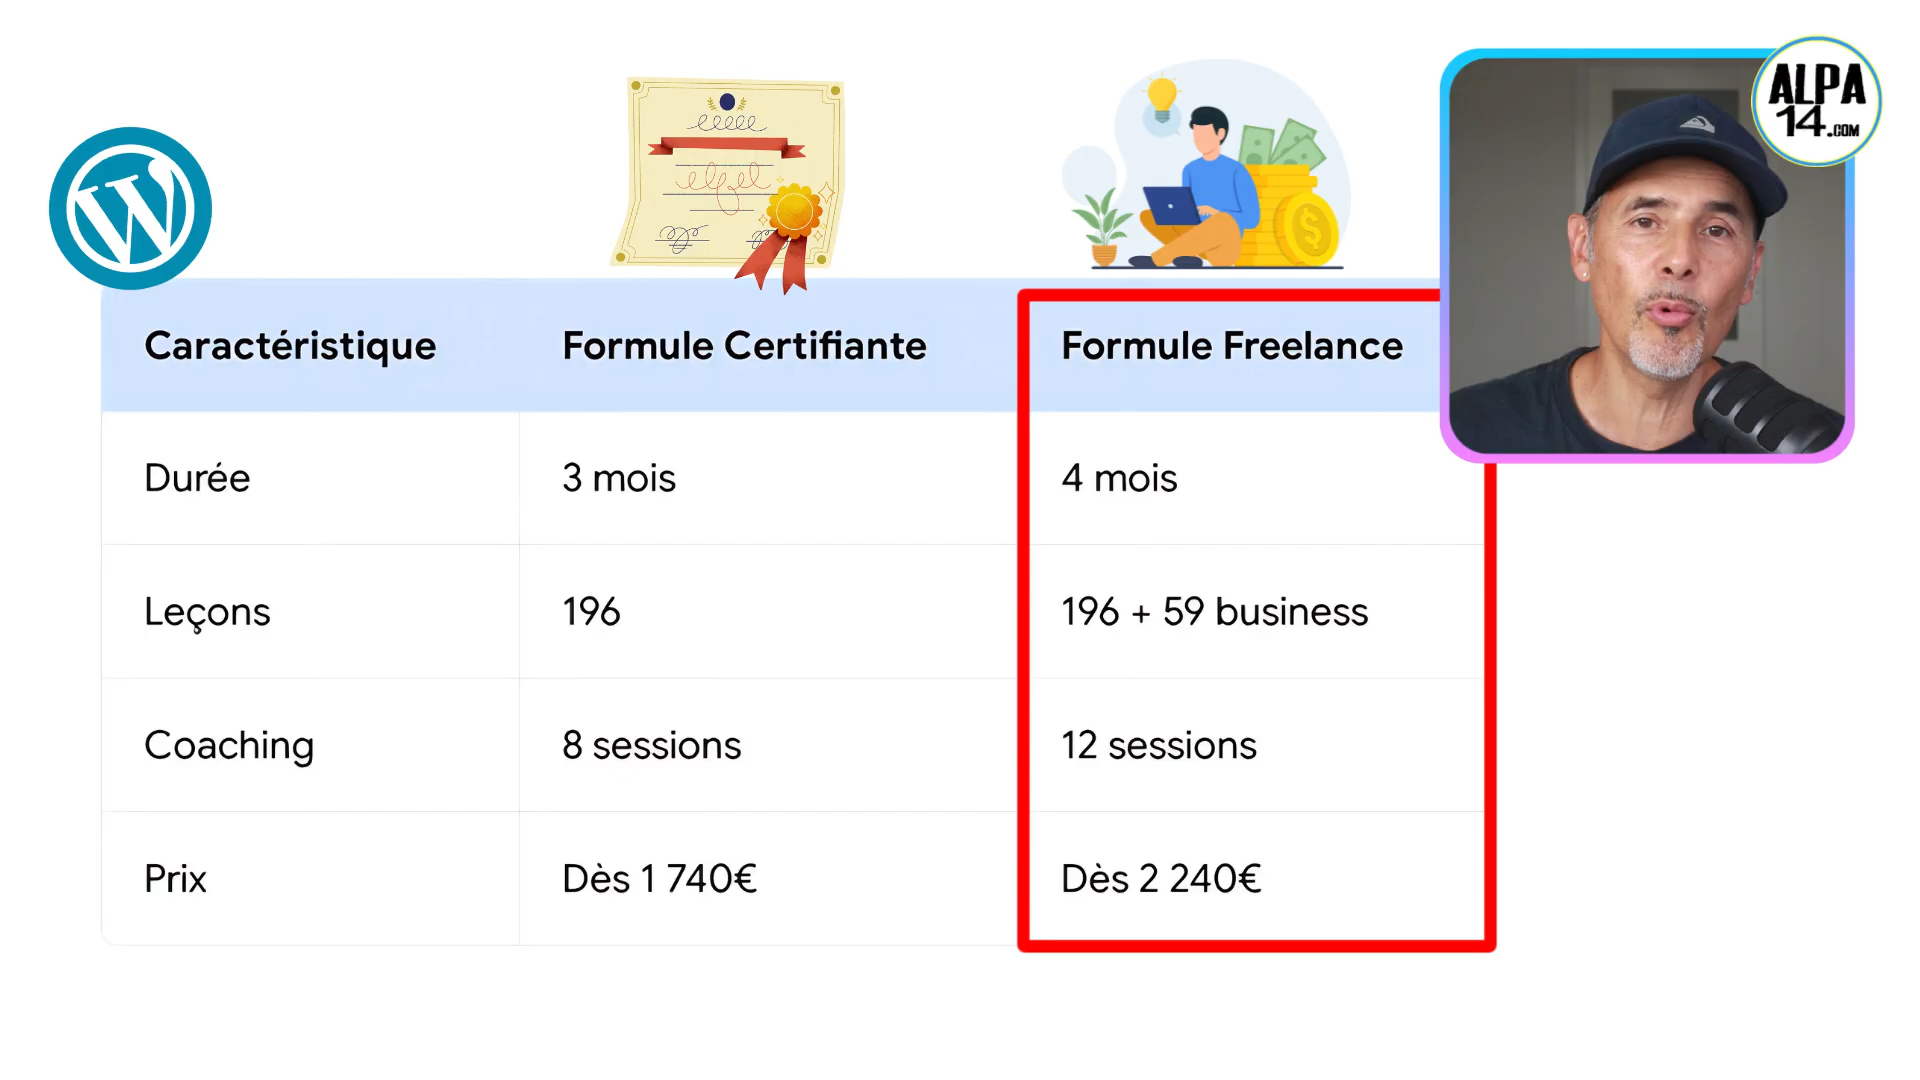 ALPA
14.COM
W
Caractéristique
Formule Certifiante
Formule Freelance
Durée
3 mois
4 mois
Leçons
196
196 + 59 business
Coaching
8 sessions
12 sessions
Prix
Dès 1 740€
Dès 2 240€